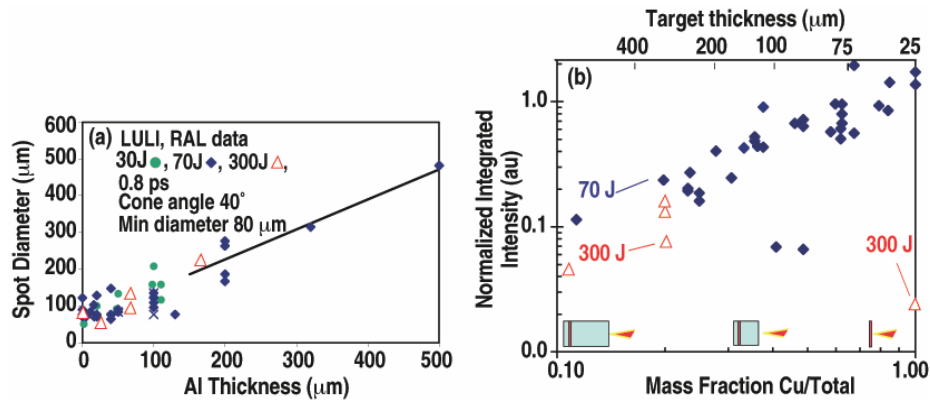 Target thickness (μm)
400 200 100 75 25
(a) LULI, RAL data
30J , 70J , 300J ,
0.8 ps
Cone angle 40°
Min diameter 80 μm
Spot Diameter (μm)
600
500
400
300
200
100
0
0 100 200 300 400 500
Al Thickness (μm)
(b)
Normalized Integrated
Intensity (au)
1.0
0.1
0.0
70 J
300 J
300 J
0.10 1.00
Mass Fraction Cu/Total